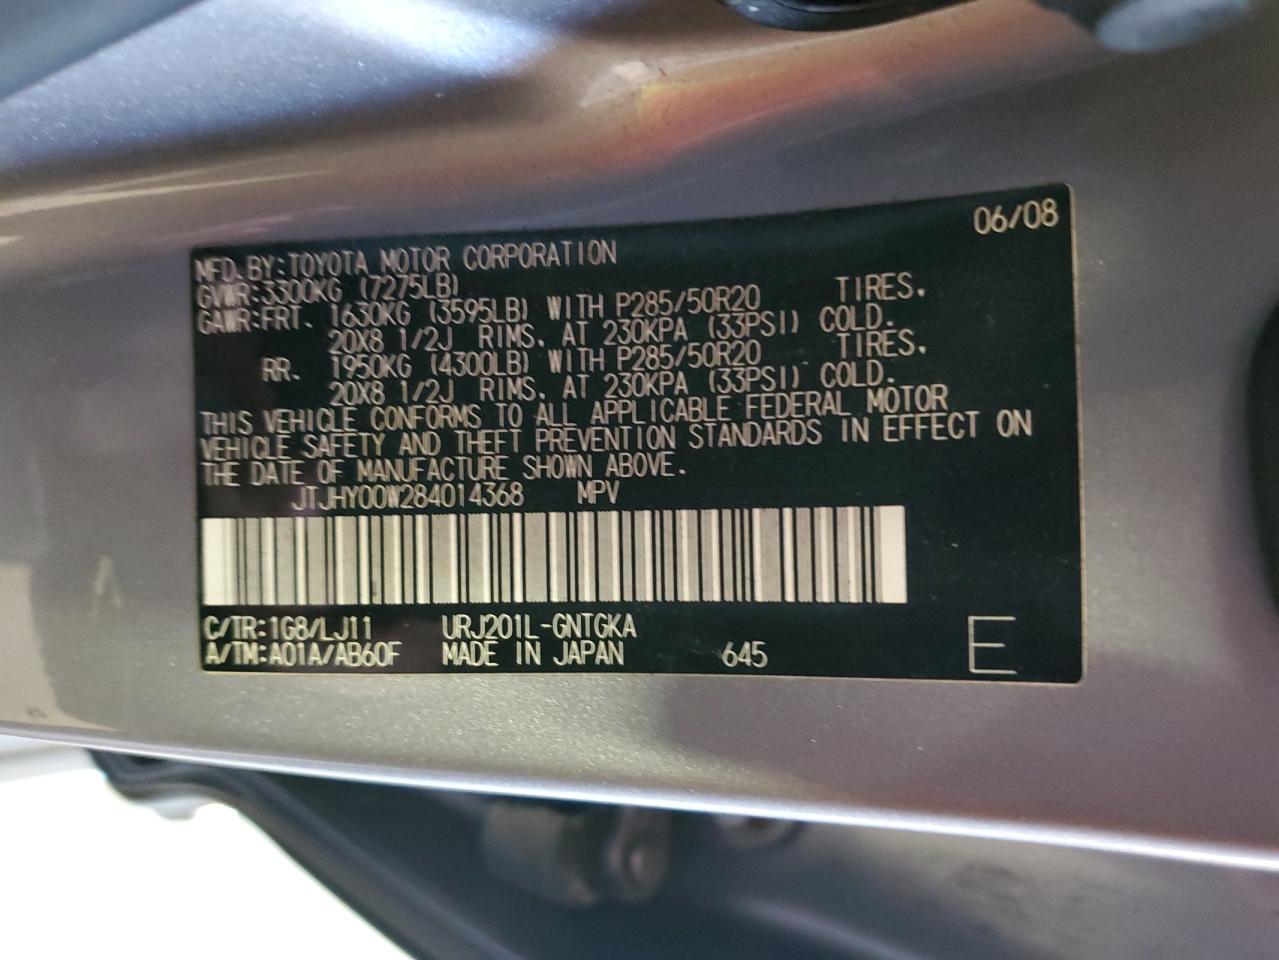 06/08
MFD. BY: TOYOTA MOTOR CORPORATION
GVWR: 3300KG (7275LB)
GAWR: FRT. 1630KG (3595LB) WITH P285/50R20 TIRES.
20X8 1/2J RIMS. AT 230KPA (33PSI) COLD.
RR. 1950KG (4300LB) WITH P285/50R20 TIRES.
20X8 1/2J RIMS. AT 230KPA (33PSI) COLD.
THIS VEHICLE CONFORMS TO ALL APPLICABLE FEDERAL MOTOR
VEHICLE SAFETY AND THEFT PREVENTION STANDARDS IN EFFECT ON
THE DATE OF MANUFACTURE SHOWN ABOVE.
JTJHY00W284014368 MPV
C/TR: 1G8/LJ11 URJ201L-GNTGKA
A/TM: A01A/AB60F MADE IN JAPAN 645 E